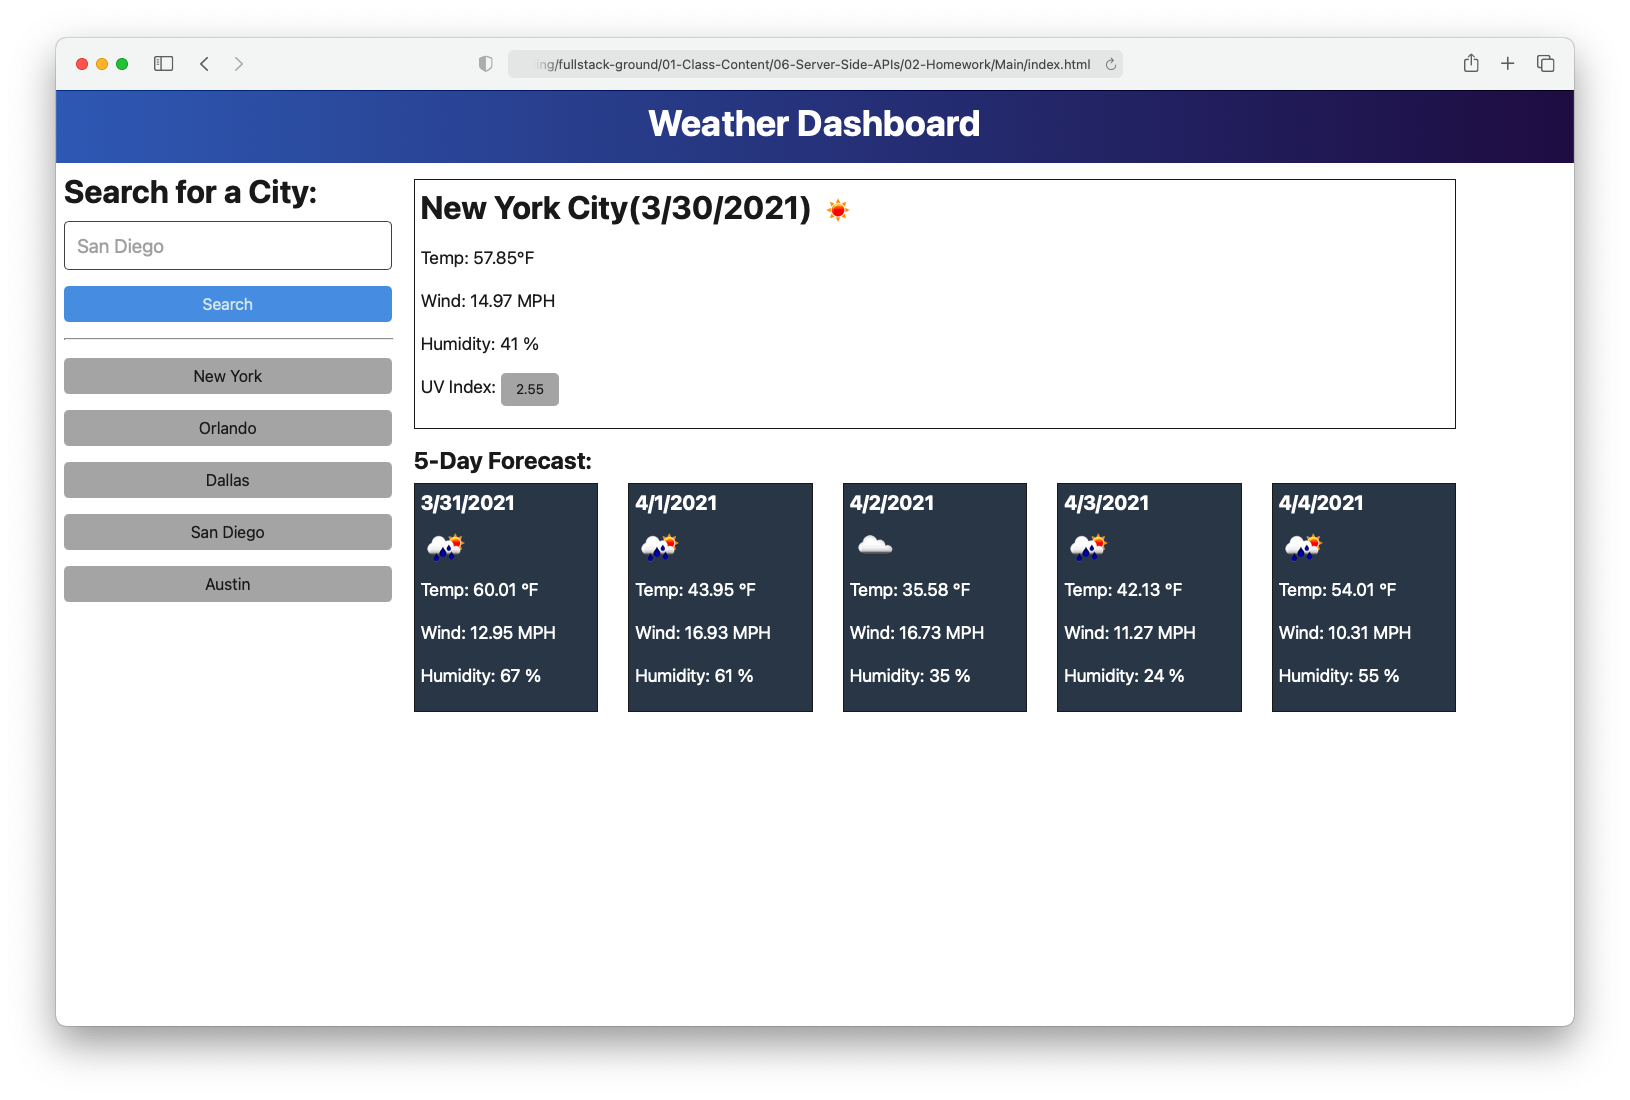 ing/fullstack-ground/01-Class-Content/06-Server-Side-APIs/02-Homework/Main/index.html
Weather Dashboard
Search for a City:
San Diego
Search
New York
Orlando
Dallas
San Diego
Austin
New York City(3/30/2021)
Temp: 57.85°F
Wind: 14.97 MPH
Humidity: 41 %
UV Index: 2.55
5-Day Forecast:
3/31/2021
Temp: 60.01 °F
Wind: 12.95 MPH
Humidity: 67 %
4/1/2021
Temp: 43.95 °F
Wind: 16.93 MPH
Humidity: 61 %
4/2/2021
Temp: 35.58 °F
Wind: 16.73 MPH
Humidity: 35 %
4/3/2021
Temp: 42.13 °F
Wind: 11.27 MPH
Humidity: 24 %
4/4/2021
Temp: 54.01 °F
Wind: 10.31 MPH
Humidity: 55 %